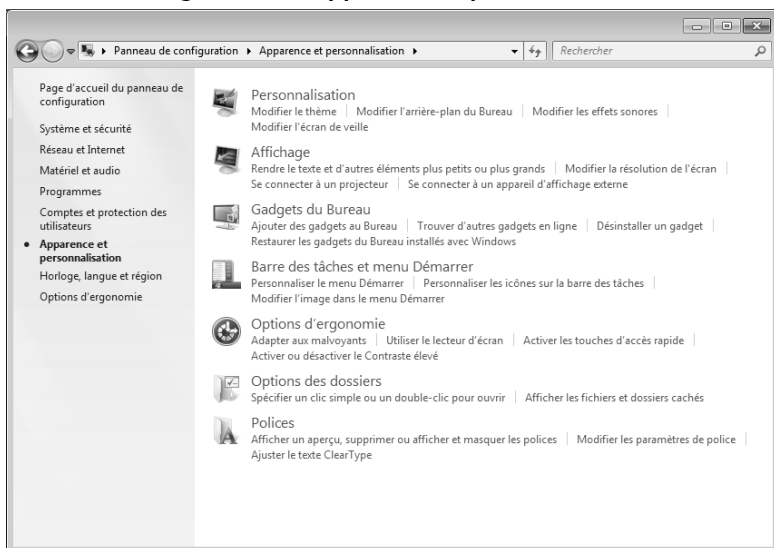 Panneau de configuration ▸ Apparence et personnalisation ▸
Rechercher
Page d'accueil du panneau de
configuration
Système et sécurité
Réseau et Internet
Matériel et audio
Programmes
Comptes et protection des
utilisateurs
Apparence et
personnalisation
Horloge, langue et région
Options d'ergonomie
Personnalisation
Modifier le thème | Modifier l'arrière-plan du Bureau | Modifier les effets sonores |
Modifier l'écran de veille
Affichage
Rendre le texte et d'autres éléments plus petits ou plus grands | Modifier la résolution de l'écran |
Se connecter à un projecteur | Se connecter à un appareil d'affichage externe
Gadgets du Bureau
Ajouter des gadgets au Bureau | Trouver d'autres gadgets en ligne | Désinstaller un gadget |
Restaurer les gadgets du Bureau installés avec Windows
Barre des tâches et menu Démarrer
Personnaliser le menu Démarrer | Personnaliser les icônes sur la barre des tâches |
Modifier l'image dans le menu Démarrer
Options d'ergonomie
Adapter aux malvoyants | Utiliser le lecteur d'écran | Activer les touches d'accès rapide |
Activer ou désactiver le Contraste élevé
Options des dossiers
Spécifier un clic simple ou un double-clic pour ouvrir | Afficher les fichiers et dossiers cachés
Polices
Afficher un aperçu, supprimer ou afficher et masquer les polices | Modifier les paramètres de police |
Ajuster le texte ClearType